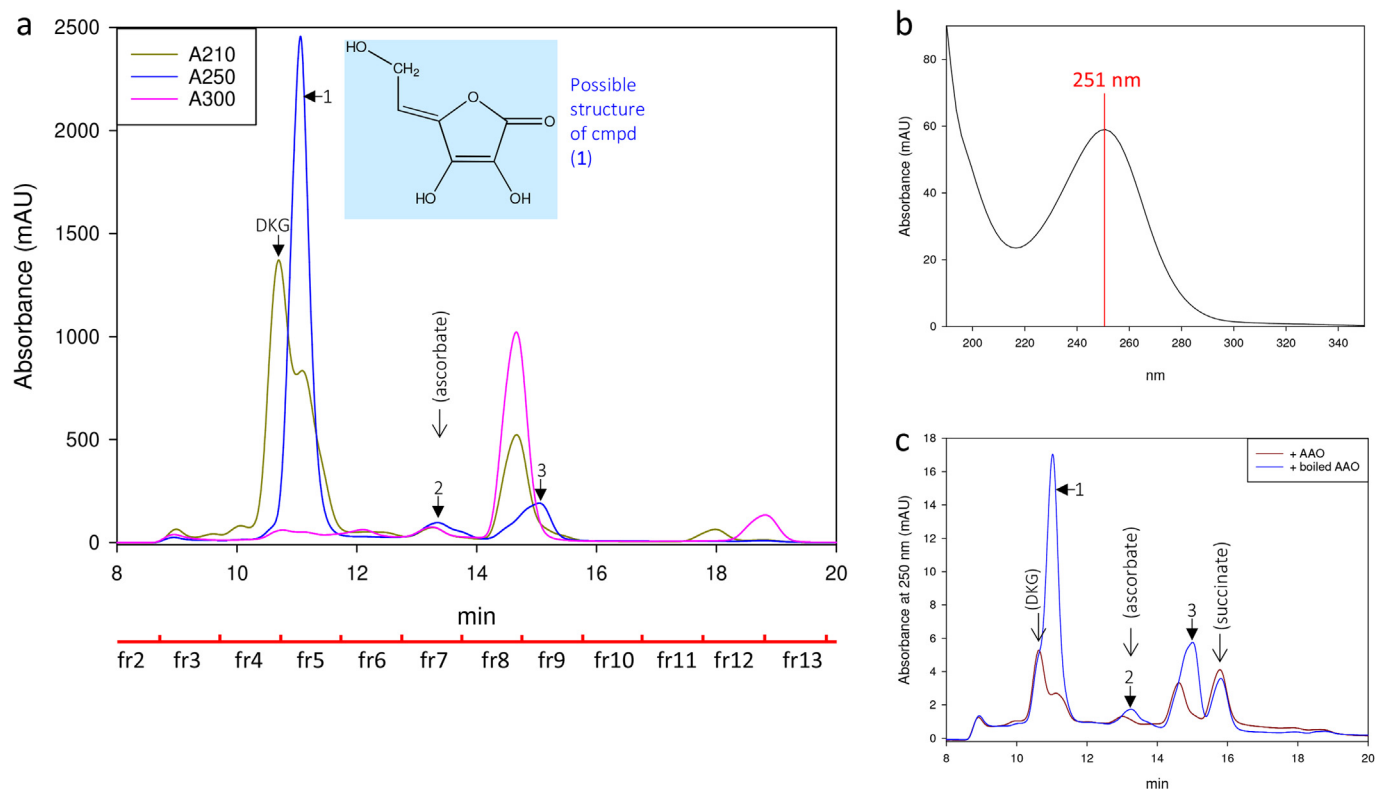 a
2500
2000
1500
1000
500
0
Absorbance (mAU)
A210
A250
A300
1
DKG
HO
CH2
O
O
HO
OH
Possible
structure
of cmpd
(1)
(ascorbate)
2
3
8 10 12 14 16 18 20
min
fr2 fr3 fr4 fr5 fr6 fr7 fr8 fr9 fr10 fr11 fr12 fr13
b
251 nm
80
60
40
20
0
Absorbance (mAU)
200 220 240 260 280 300 320 340
nm
c
18
16
14
12
10
8
6
4
2
0
Absorbance at 250 nm (mAU)
+ AAO
+ boiled AAO
1
(DKG)
(ascorbate)
2
3
(succinate)
8 10 12 14 16 18 20
min